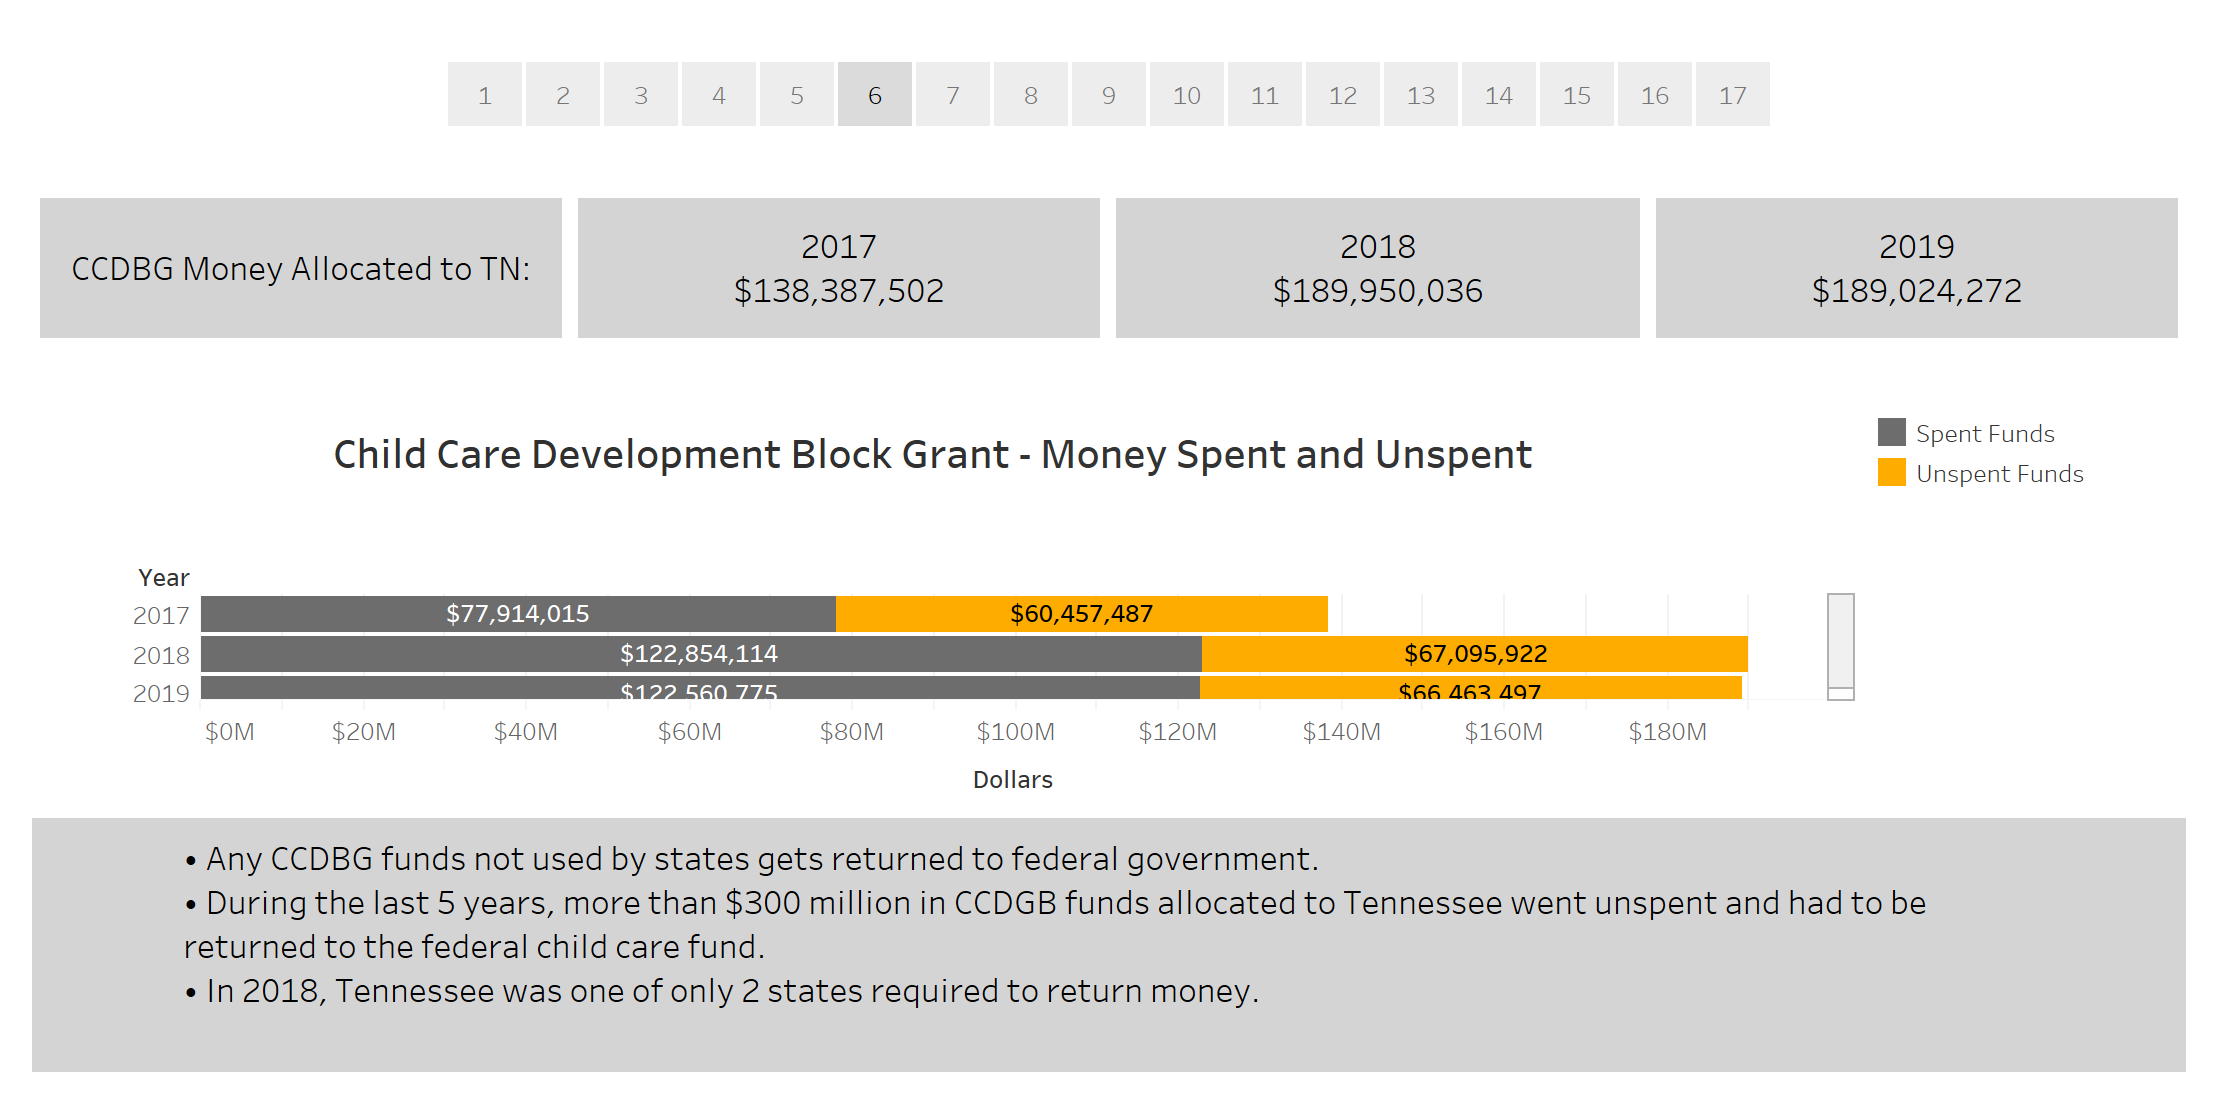 1 2 3 4 5 6 7 8 9 10 11 12 13 14 15 16 17
CCDBG Money Allocated to TN:
2017
$138,387,502
2018
$189,950,036
2019
$189,024,272
Child Care Development Block Grant - Money Spent and Unspent
Spent Funds
Unspent Funds
Year
2017 $77,914,015 $60,457,487
2018 $122,854,114 $67,095,922
2019 $122,560,775 $66,463,497
$0M $20M $40M $60M $80M $100M $120M $140M $160M $180M
Dollars
• Any CCDBG funds not used by states gets returned to federal government.
• During the last 5 years, more than $300 million in CCDGB funds allocated to Tennessee went unspent and had to be
returned to the federal child care fund.
• In 2018, Tennessee was one of only 2 states required to return money.